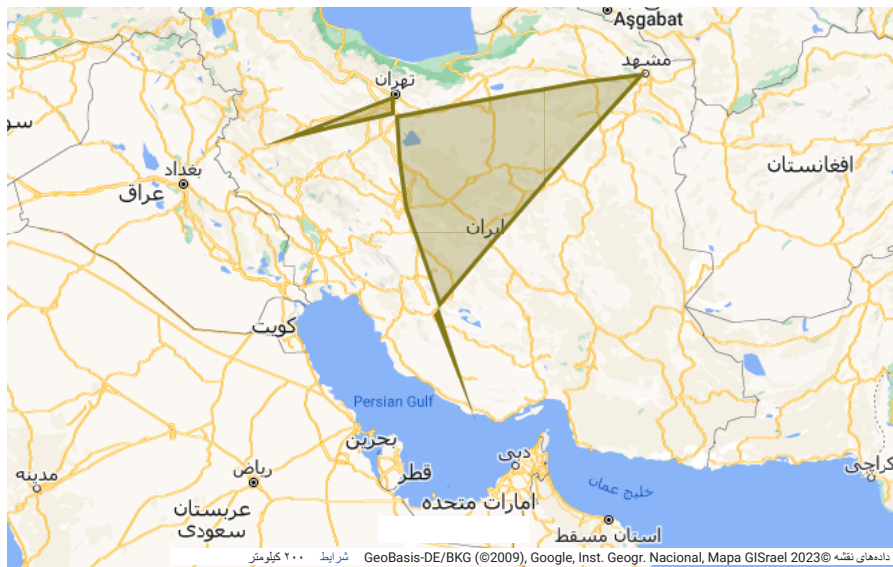 Aşgabat
مشهد
تهران
سو
افغانستان
بغداد
عراق
ایران
کویت
Persian Gulf
بحرین
قطر
دبی
کراچی
ریاض
مدینه
خلیج عمان
امارات متحده
عربستان
سعودی
استان مسقط
داده‌های نقشه ©2023 GeoBasis-DE/BKG (©2009), Google, Inst. Geogr. Nacional, Mapa GISrael شرایط ۲۰۰ کیلومتر